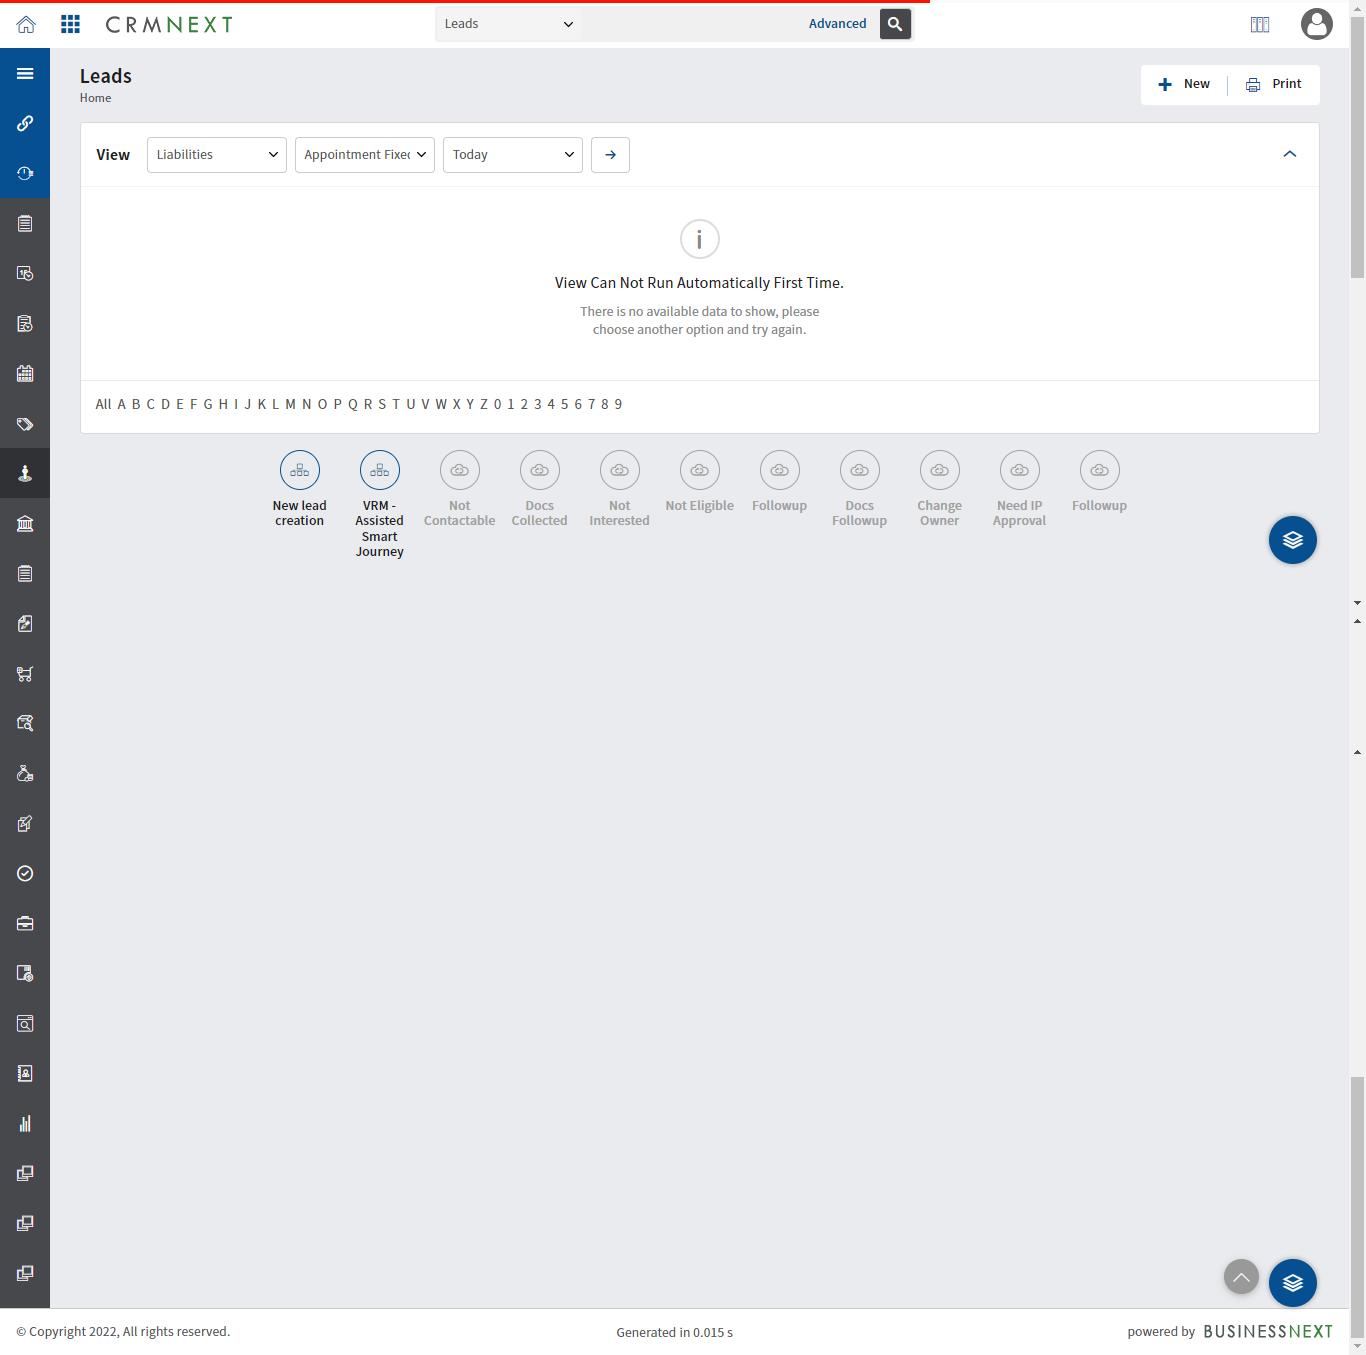 CRMNEXT
Leads
Advanced
Leads
Home
New
Print
View
Liabilities
Appointment Fixed
Today
View Can Not Run Automatically First Time.
There is no available data to show, please
choose another option and try again.
All A B C D E F G H I J K L M N O P Q R S T U V W X Y Z 0 1 2 3 4 5 6 7 8 9
New lead
creation
VRM -
Assisted
Smart
Journey
Not
Contactable
Docs
Collected
Not
Interested
Not Eligible
Followup
Docs
Followup
Change
Owner
Need IP
Approval
Followup
© Copyright 2022, All rights reserved.
Generated in 0.015 s
powered by BUSINESSNEXT